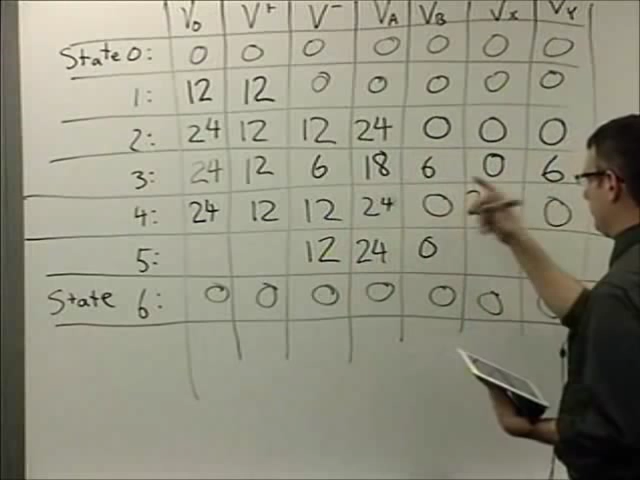 V0 V+ V- VA VB Vx VY
State 0: 0 0 0 0 0 0 0
1: 12 12 0 0 0 0 0
2: 24 12 12 24 0 0 0
3: 24 12 6 18 6 0 6
4: 24 12 12 24 0 0
5: 12 24 0
State 6: 0 0 0 0 0 0 0